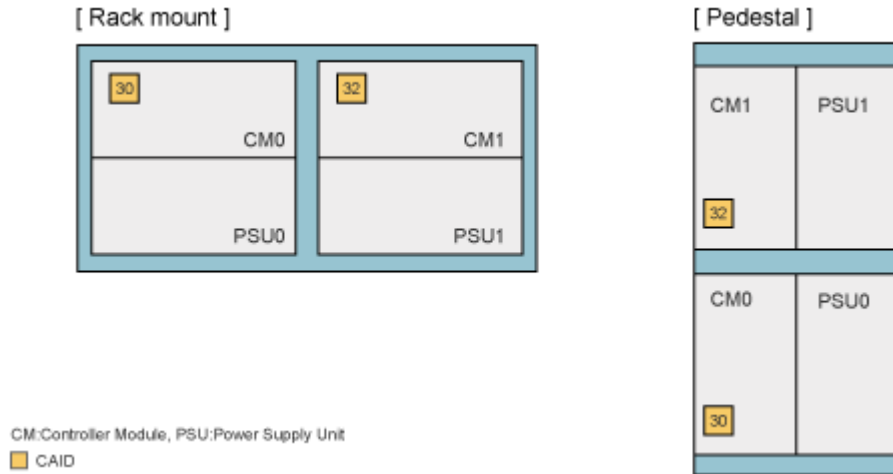 [ Rack mount ]
30
CM0
32
CM1
PSU0
PSU1
[ Pedestal ]
CM1
PSU1
32
CM0
PSU0
30
CM:Controller Module, PSU:Power Supply Unit
CAID